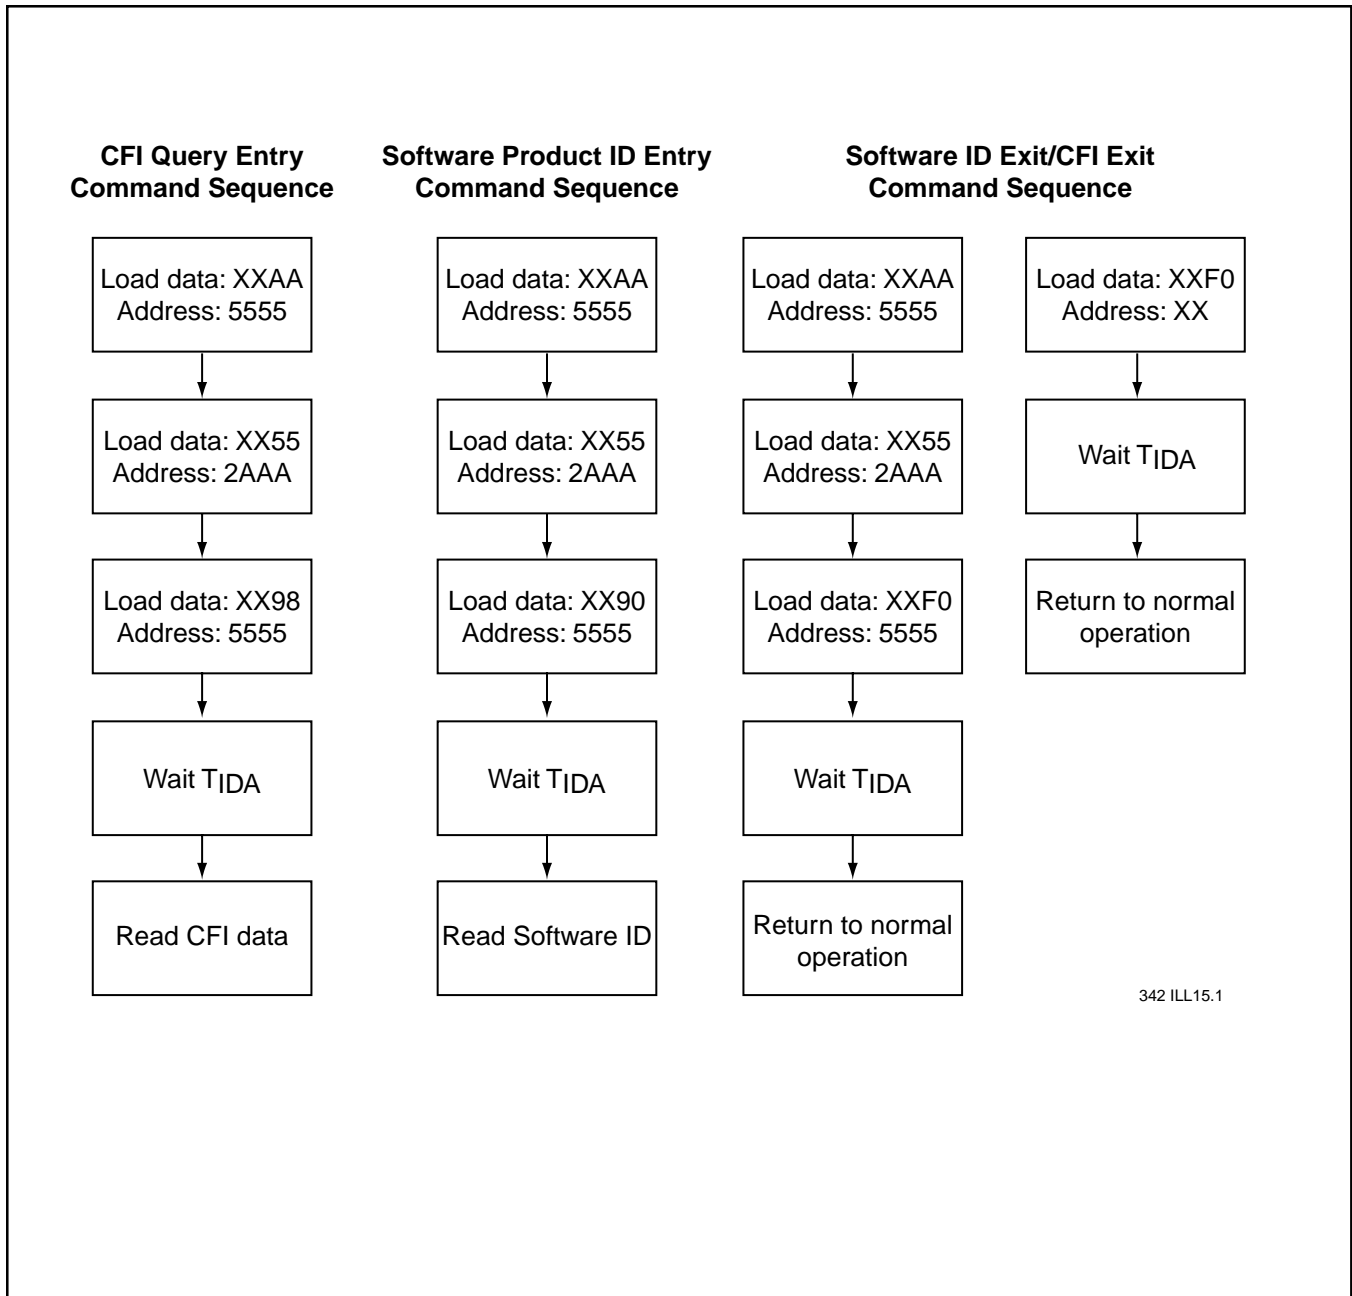 CFI Query Entry
Command Sequence
Load data: XXAA
Address: 5555
Load data: XX55
Address: 2AAA
Load data: XX98
Address: 5555
Wait TIDA
Read CFI data
Software Product ID Entry
Command Sequence
Load data: XXAA
Address: 5555
Load data: XX55
Address: 2AAA
Load data: XX90
Address: 5555
Wait TIDA
Read Software ID
Software ID Exit/CFI Exit
Command Sequence
Load data: XXAA
Address: 5555
Load data: XX55
Address: 2AAA
Load data: XXF0
Address: 5555
Wait TIDA
Return to normal
operation
Load data: XXF0
Address: XX
Wait TIDA
Return to normal
operation
342 ILL15.1